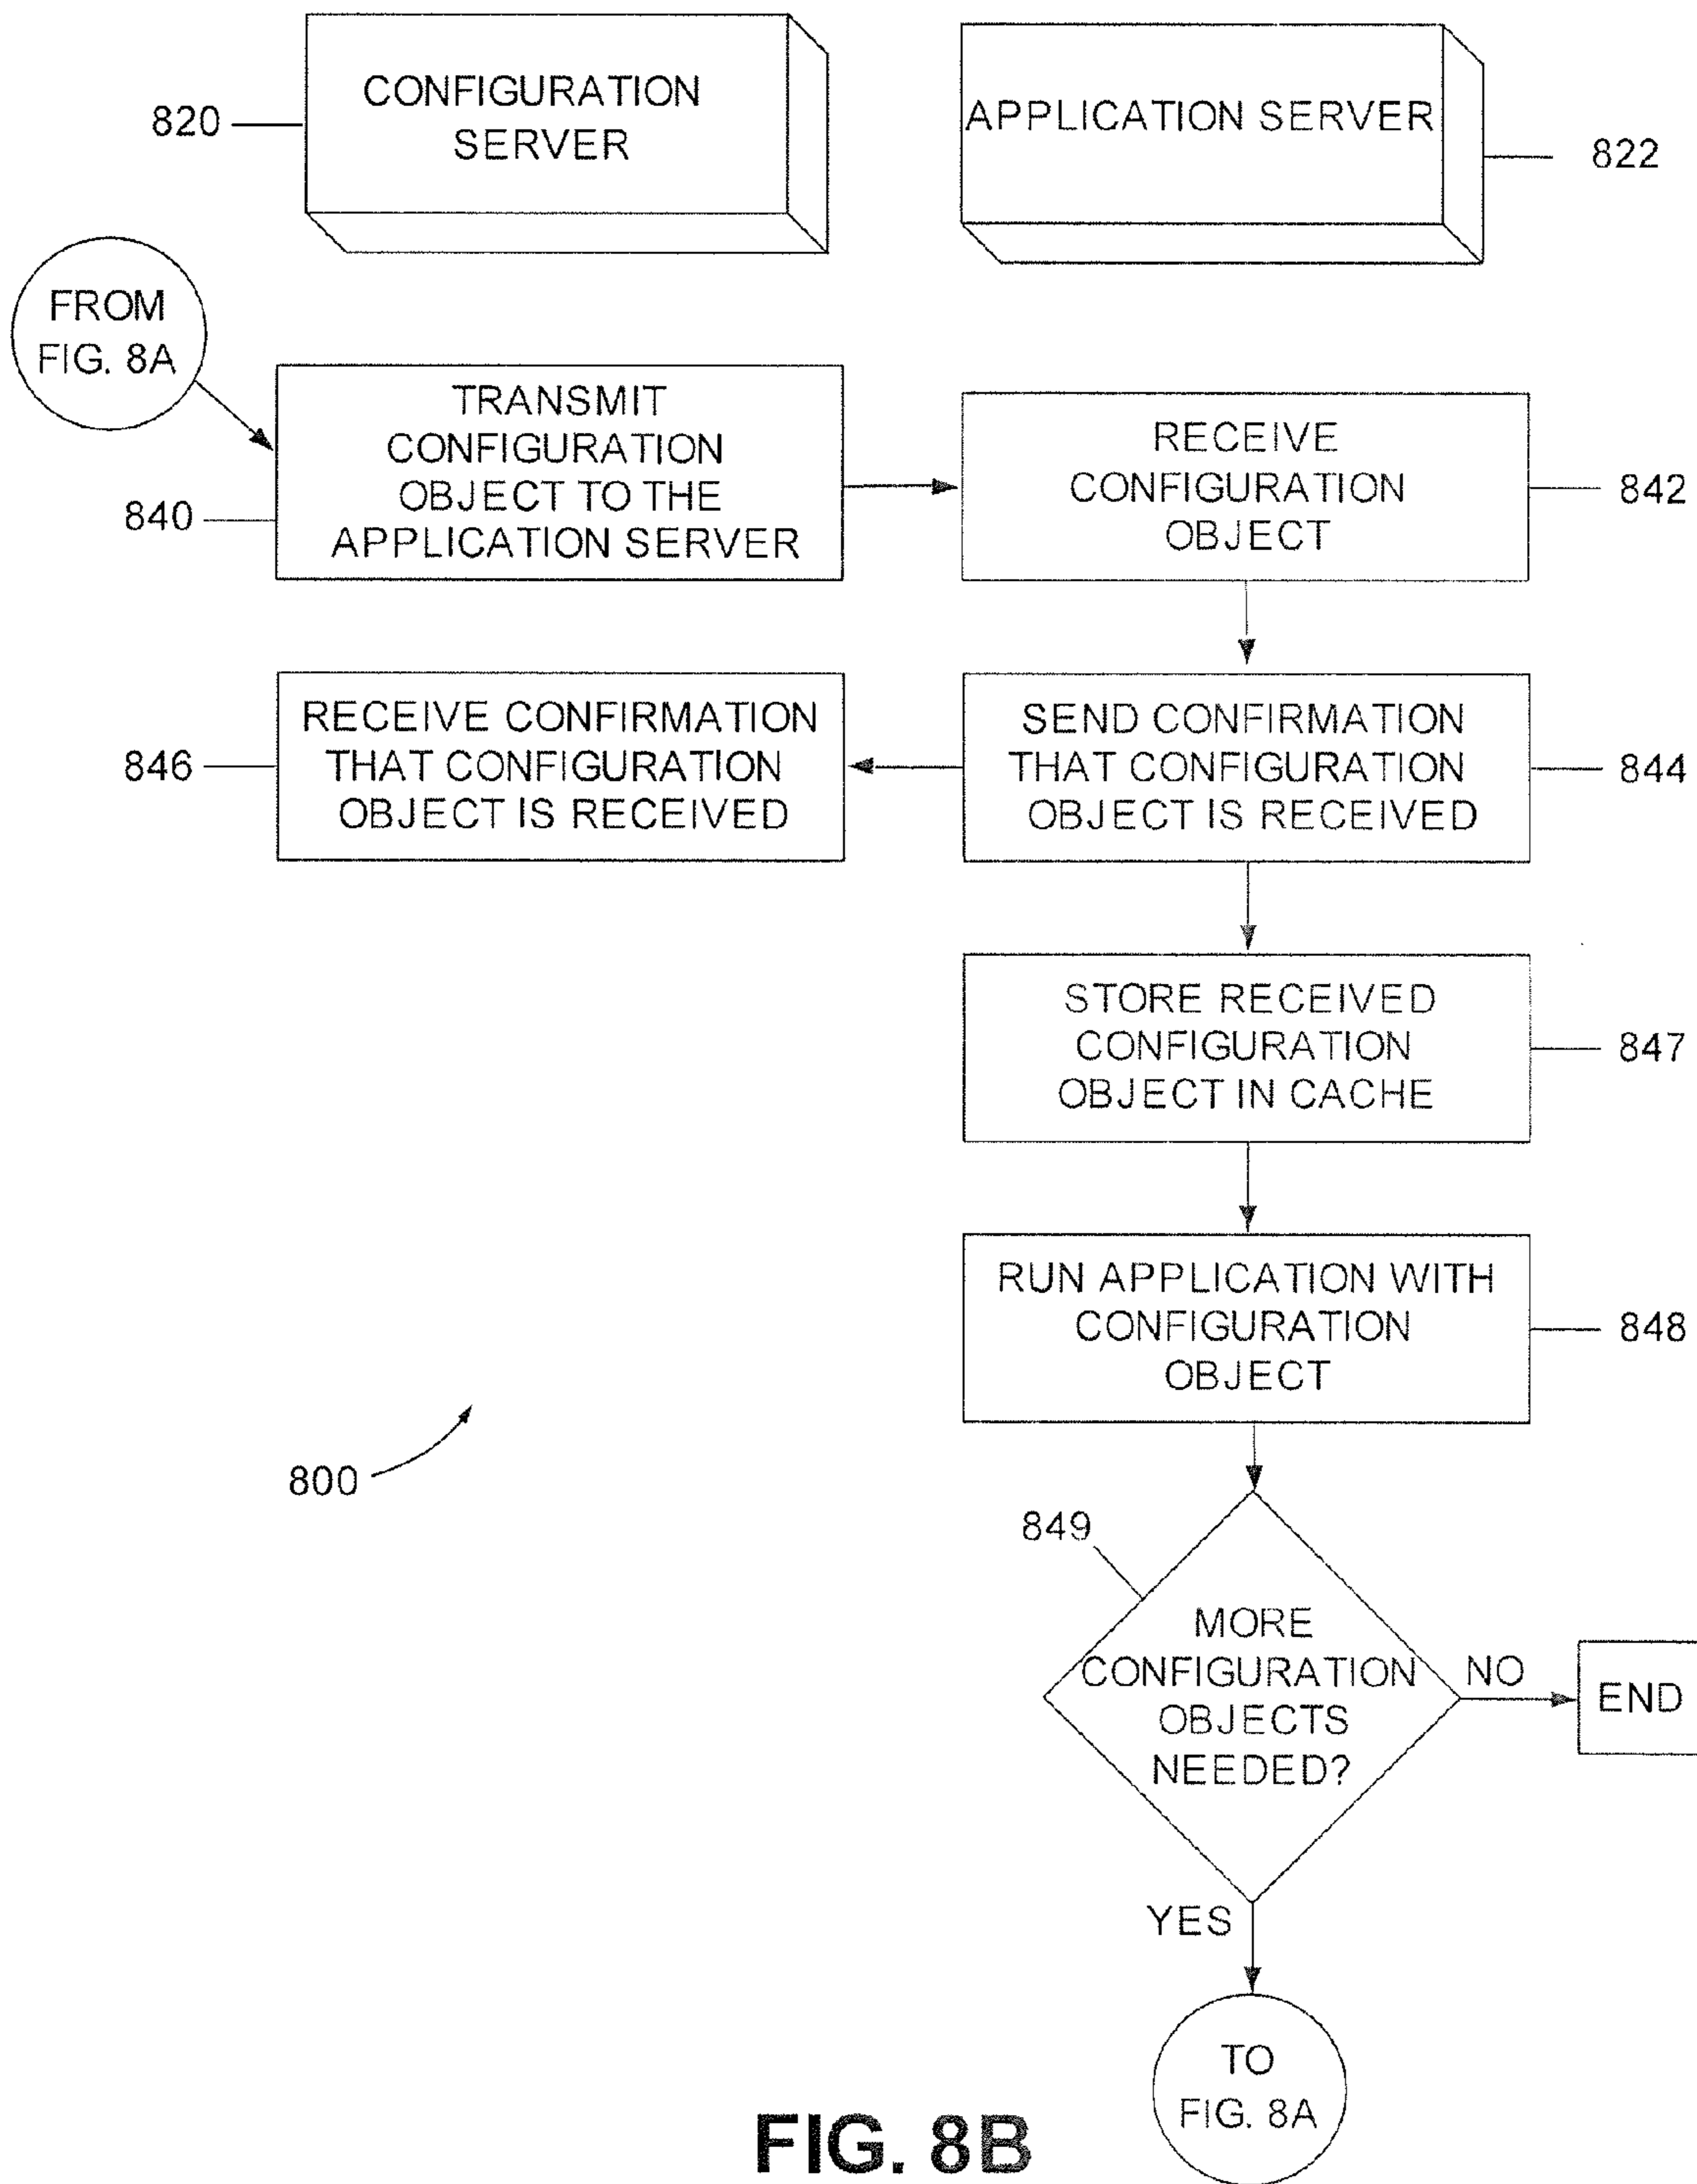 CONFIGURATION
SERVER
820
APPLICATION SERVER
822
FROM
FIG. 8A
TRANSMIT
CONFIGURATION
OBJECT TO THE
APPLICATION SERVER
840
RECEIVE
CONFIGURATION
OBJECT
842
RECEIVE CONFIRMATION
THAT CONFIGURATION
OBJECT IS RECEIVED
846
SEND CONFIRMATION
THAT CONFIGURATION
OBJECT IS RECEIVED
844
STORE RECEIVED
CONFIGURATION
OBJECT IN CACHE
847
RUN APPLICATION WITH
CONFIGURATION
OBJECT
848
800
849
MORE
CONFIGURATION
OBJECTS
NEEDED?
NO
END
YES
TO
FIG. 8A
FIG. 8B